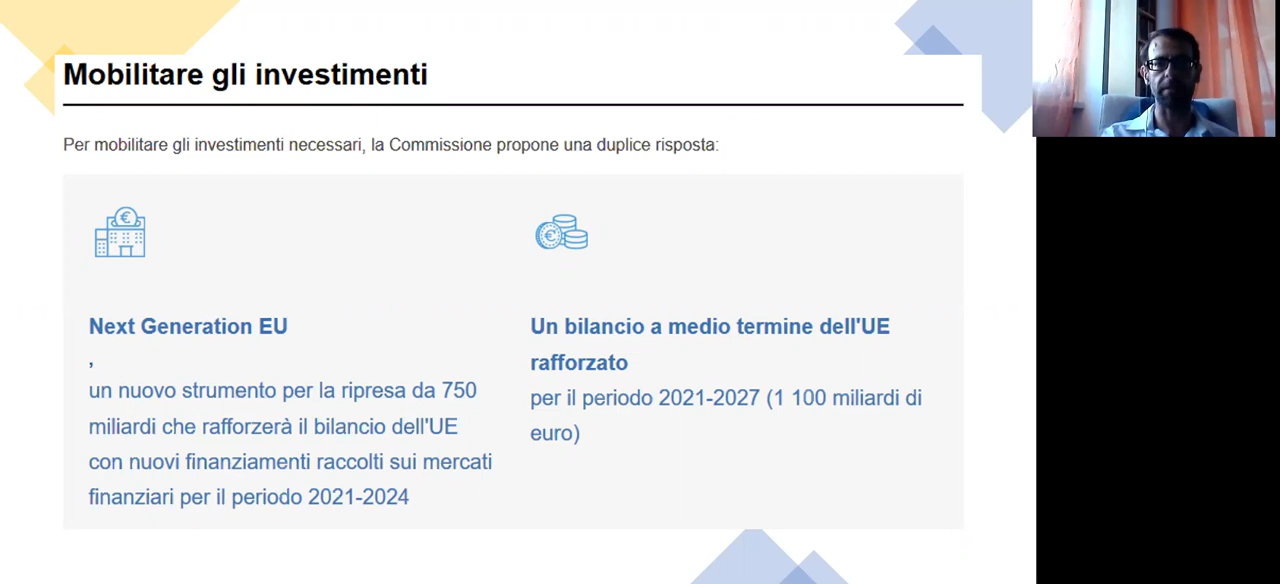 Mobilitare gli investimenti
Per mobilitare gli investimenti necessari, la Commissione propone una duplice risposta:
€
Next Generation EU
,
un nuovo strumento per la ripresa da 750
miliardi che rafforzerà il bilancio dell'UE
con nuovi finanziamenti raccolti sui mercati
finanziari per il periodo 2021-2024
€
Un bilancio a medio termine dell'UE
rafforzato
per il periodo 2021-2027 (1 100 miliardi di
euro)